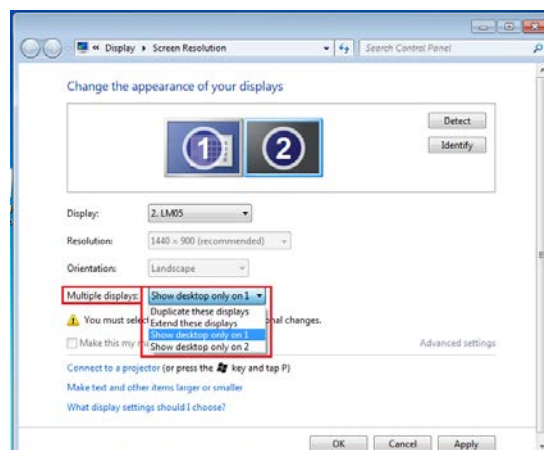 « Display ▸ Screen Resolution
Search Control Panel
Change the appearance of your displays
1
2
Detect
Identify
Display: 2. LM05
Resolution: 1440 × 900 (recommended)
Orientation: Landscape
Multiple displays: Show desktop only on 1
Duplicate these displays
You must sele onal changes.
Extend these displays
Show desktop only on 1
Make this my m
Show desktop only on 2
Advanced settings
Connect to a projector (or press the key and tap P)
Make text and other items larger or smaller
What display settings should I choose?
OK Cancel Apply